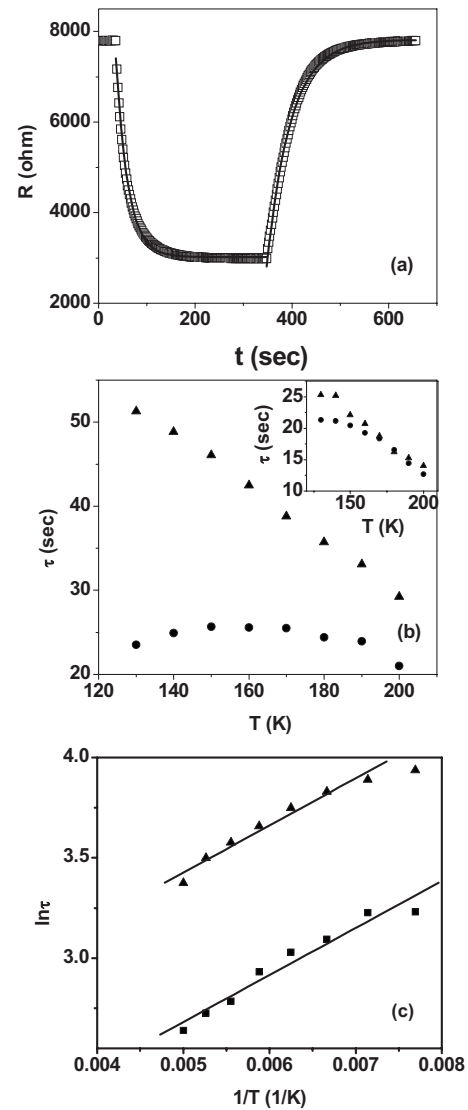 8000
6000
4000
2000
R (ohm)
(a)
0 200 400 600
t (sec)
50
40
30
20
τ (sec)
25
20
15
10
τ (sec)
150 200
T (K)
(b)
120 140 160 180 200
T (K)
4.0
3.5
3.0
lnτ
(c)
0.004 0.005 0.006 0.007 0.008
1/T (1/K)